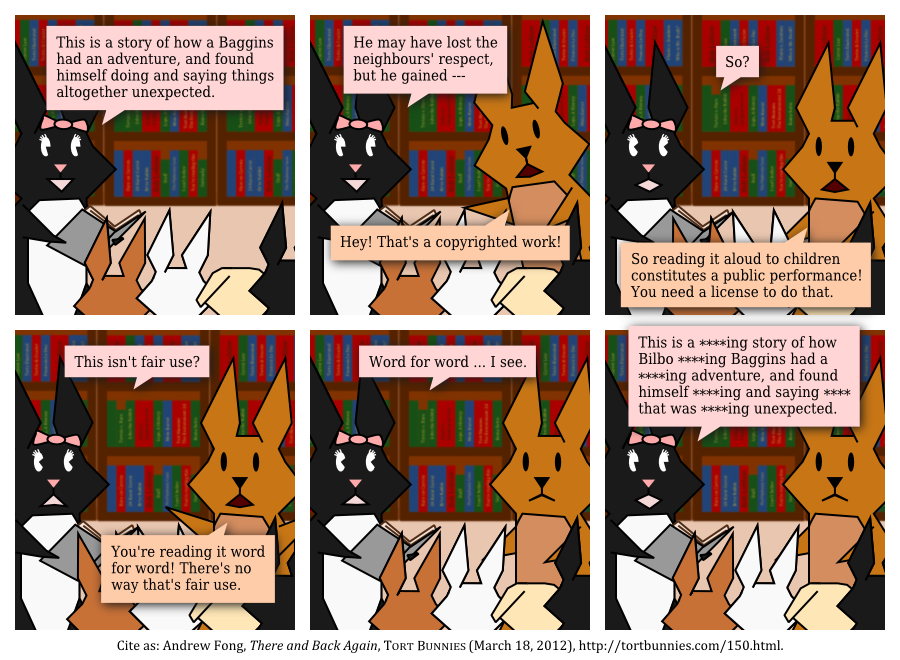 This is a story of how a Baggins
had an adventure, and found
himself doing and saying things
altogether unexpected.
He may have lost the
neighbours' respect,
but he gained ---
Hey! That's a copyrighted work!
So?
So reading it aloud to children
constitutes a public performance!
You need a license to do that.
This isn't fair use?
You're reading it word
for word! There's no
way that's fair use.
Word for word ... I see.
This is a ****ing story of how
Bilbo ****ing Baggins had a
****ing adventure, and found
himself ****ing and saying ****
that was ****ing unexpected.
Cite as: Andrew Fong, There and Back Again, TORT BUNNIES (March 18, 2012), http://tortbunnies.com/150.html.